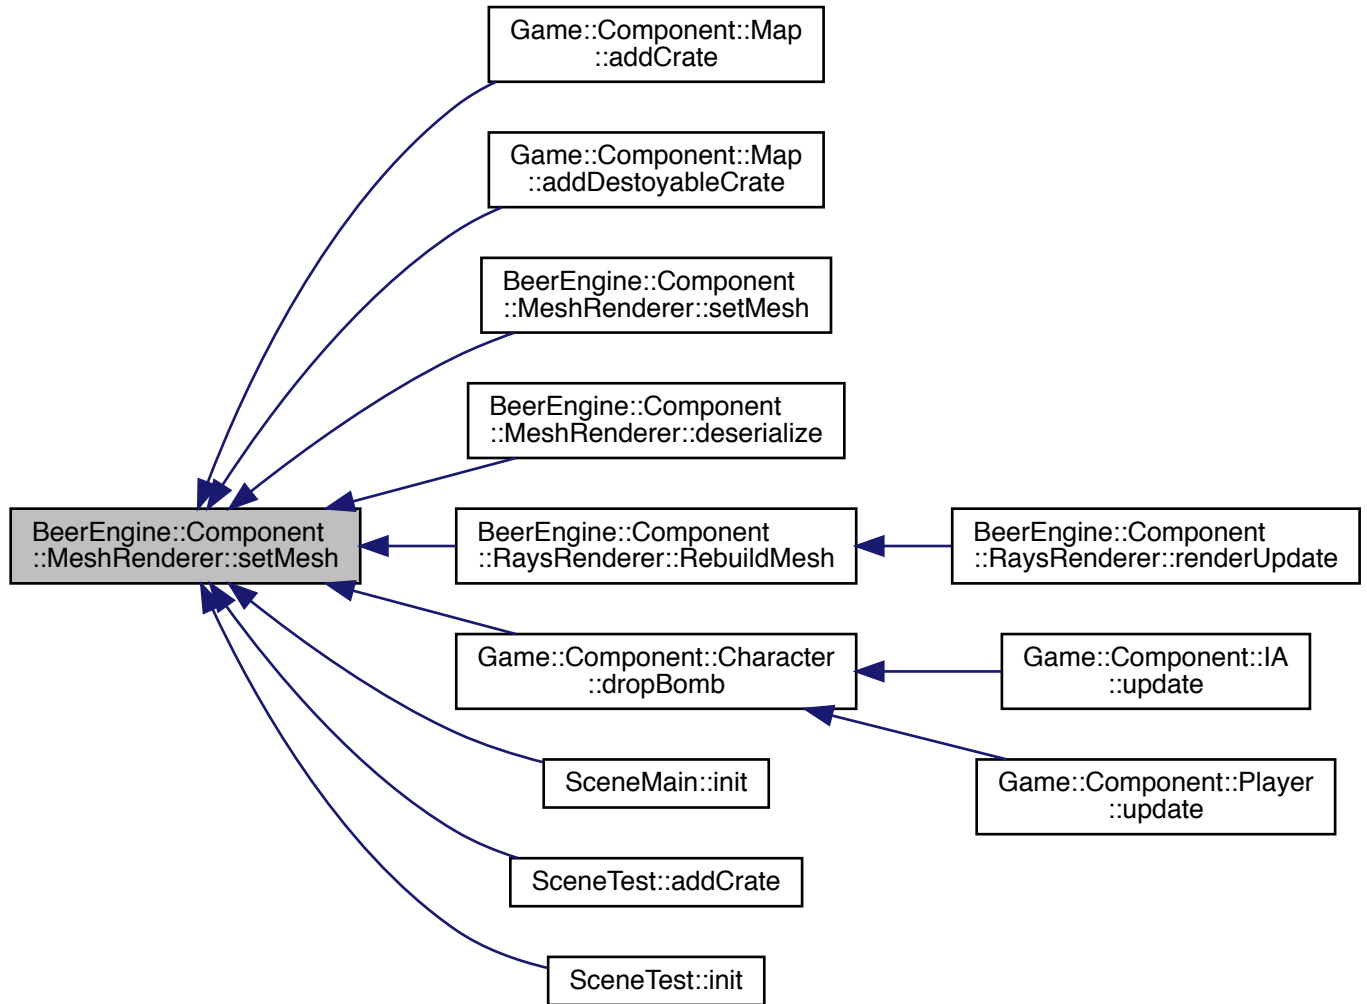 Game::Component::Map
::addCrate
Game::Component::Map
::addDestoyableCrate
BeerEngine::Component
::MeshRenderer::setMesh
BeerEngine::Component
::MeshRenderer::deserialize
BeerEngine::Component
::MeshRenderer::setMesh
BeerEngine::Component
::RaysRenderer::RebuildMesh
BeerEngine::Component
::RaysRenderer::renderUpdate
Game::Component::Character
::dropBomb
Game::Component::IA
::update
Game::Component::Player
::update
SceneMain::init
SceneTest::addCrate
SceneTest::init